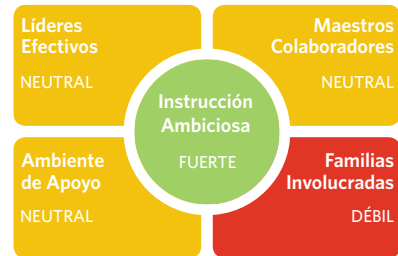 Líderes
Efectivos
NEUTRAL
Maestros
Colaboradores
NEUTRAL
Instrucción
Ambiciosa
FUERTE
Ambiente
de Apoyo
NEUTRAL
Familias
Involucradas
DÉBIL